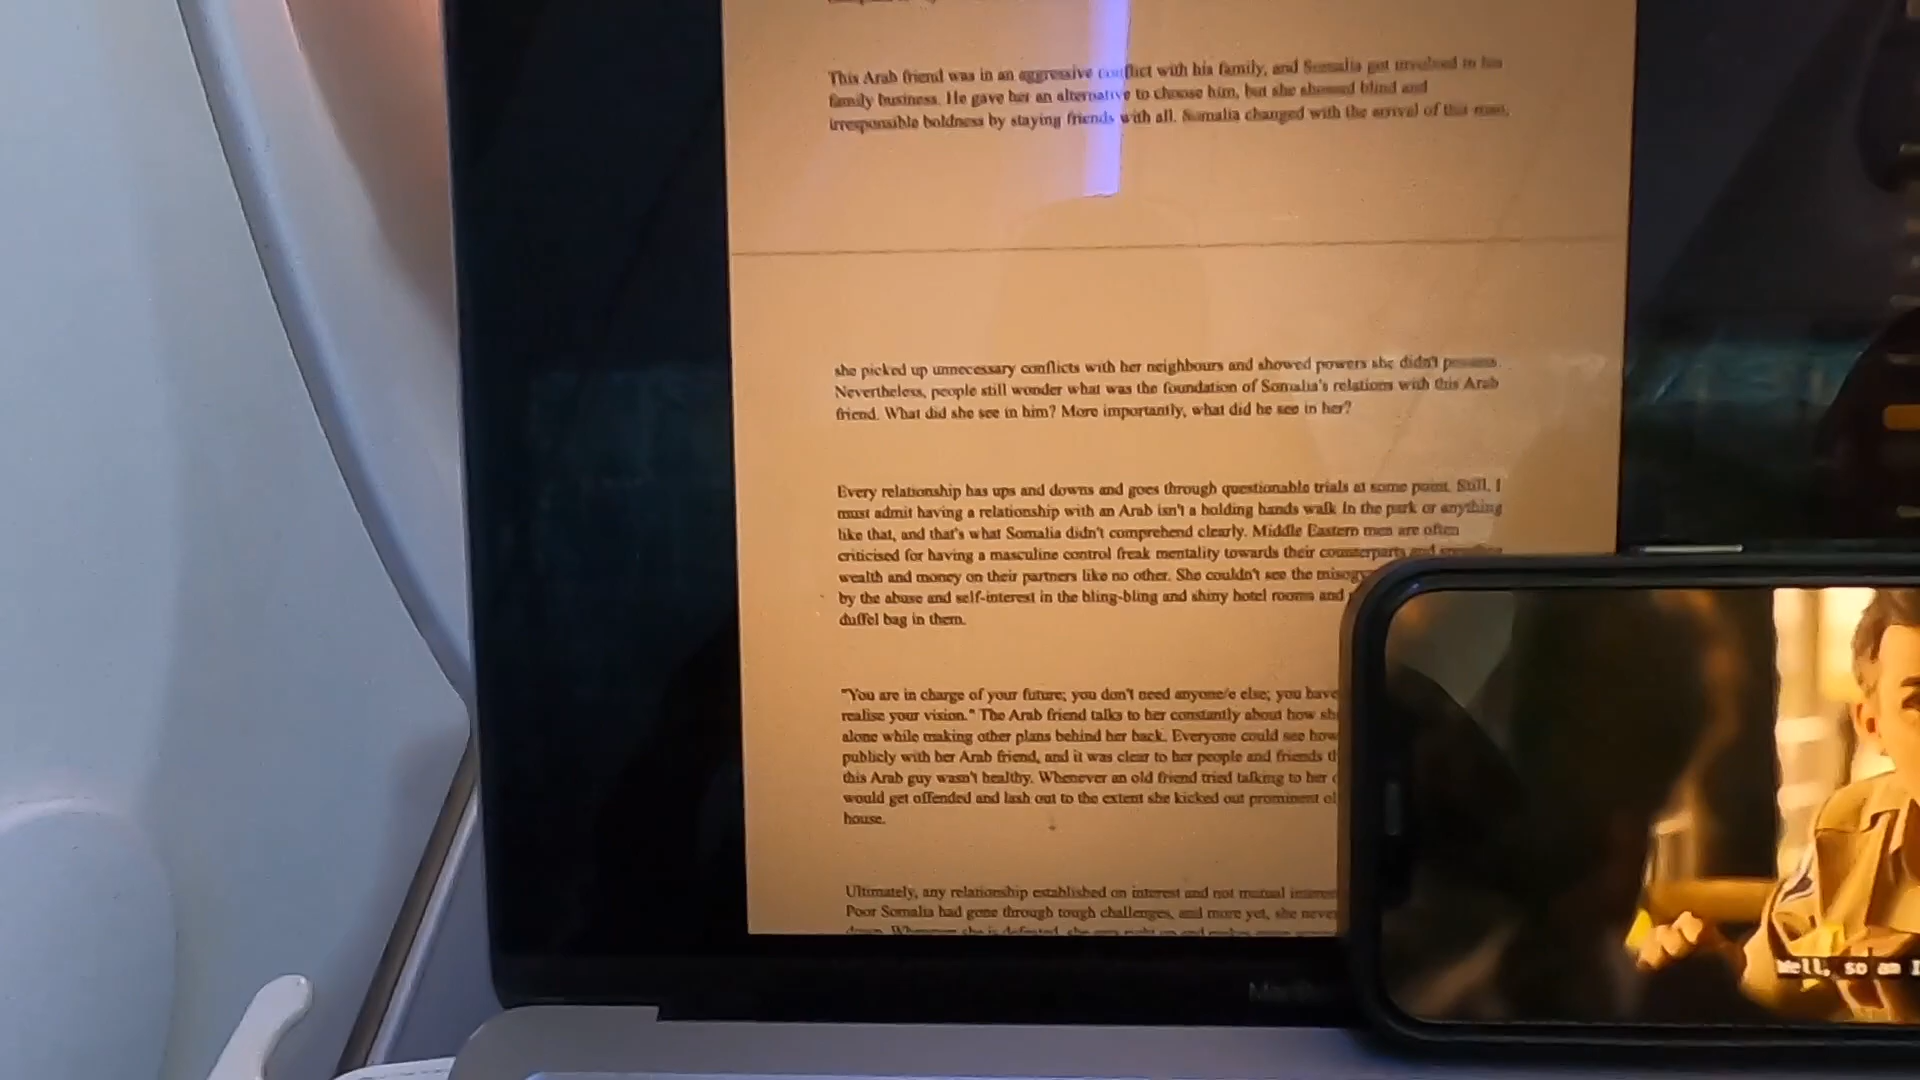 This Arab friend was in an aggressive conflict with his family, and Somalia got involved in his
family business. He gave her an alternative to choose him, but she showed blind and
irresponsible boldness by staying friends with all. Somalia changed with the arrival of this man,
she picked up unnecessary conflicts with her neighbours and showed powers she didn't possess.
Nevertheless, people still wonder what was the foundation of Somalia's relations with this Arab
friend. What did she see in him? More importantly, what did he see in her?
Every relationship has ups and downs and goes through questionable trials at some point. Still, I
must admit having a relationship with an Arab isn't a holding hands walk in the park or anything
like that, and that's what Somalia didn't comprehend clearly. Middle Eastern men are often
criticised for having a masculine control freak mentality towards their counterparts and
wealth and money on their partners like no other. She couldn't see the misogy
by the abuse and self-interest in the bling-bling and shiny hotel rooms and
duffel bag in them.
"You are in charge of your future; you don't need anyone/e else; you have
realise your vision." The Arab friend talks to her constantly about how sh
alone while making other plans behind her back. Everyone could see how
publicly with her Arab friend, and it was clear to her people and friends th
this Arab guy wasn't healthy. Whenever an old friend tried talking to her
would get offended and lash out to the extent she kicked out prominent ol
house.
Ultimately, any relationship established on interest and not mutual
Poor Somalia had gone through tough challenges, and more yet, she never
down. Whenever she is defeated, she
Well, so am I